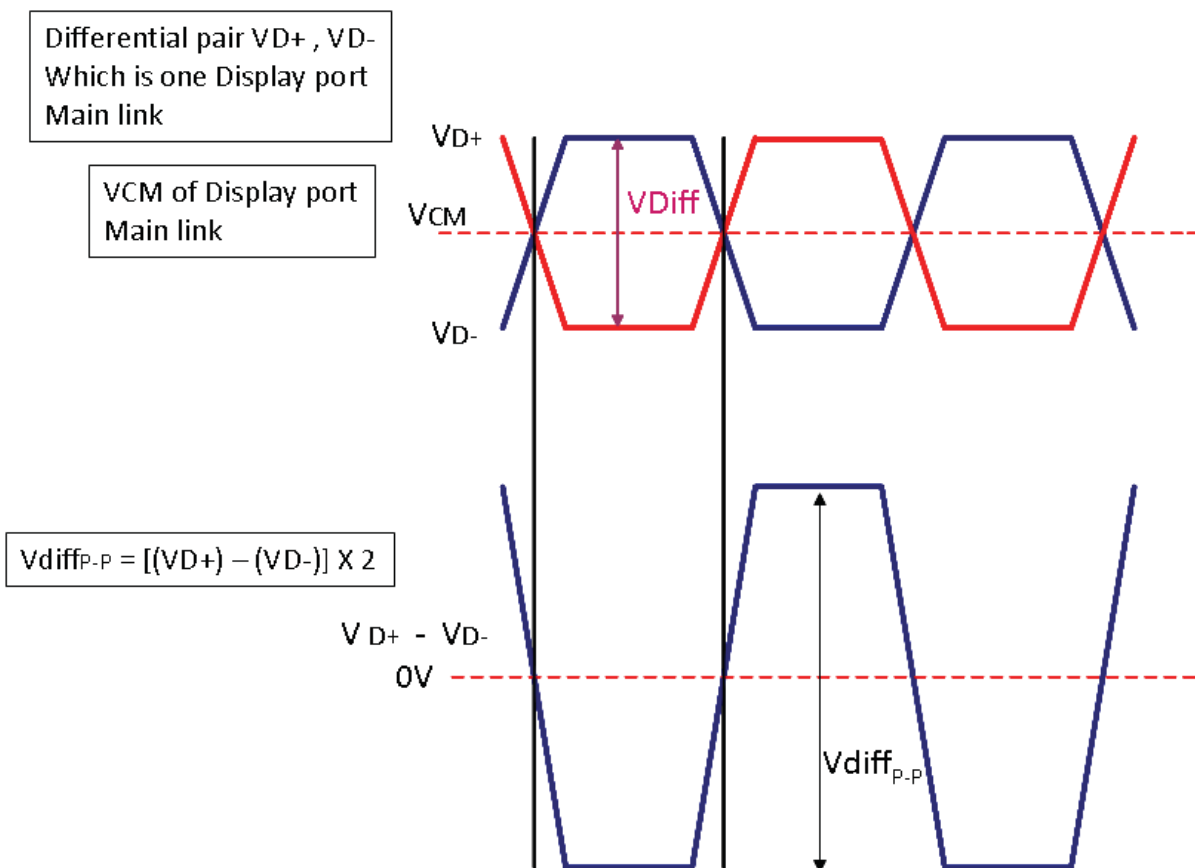 Differential pair VD+ , VD-
Which is one Display port
Main link
VCM of Display port
Main link
VD+
VCM
VDiff
VD-
VdiffP-P = [(VD+) – (VD-)] X 2
V D+ - VD-
0V
VdiffP-P